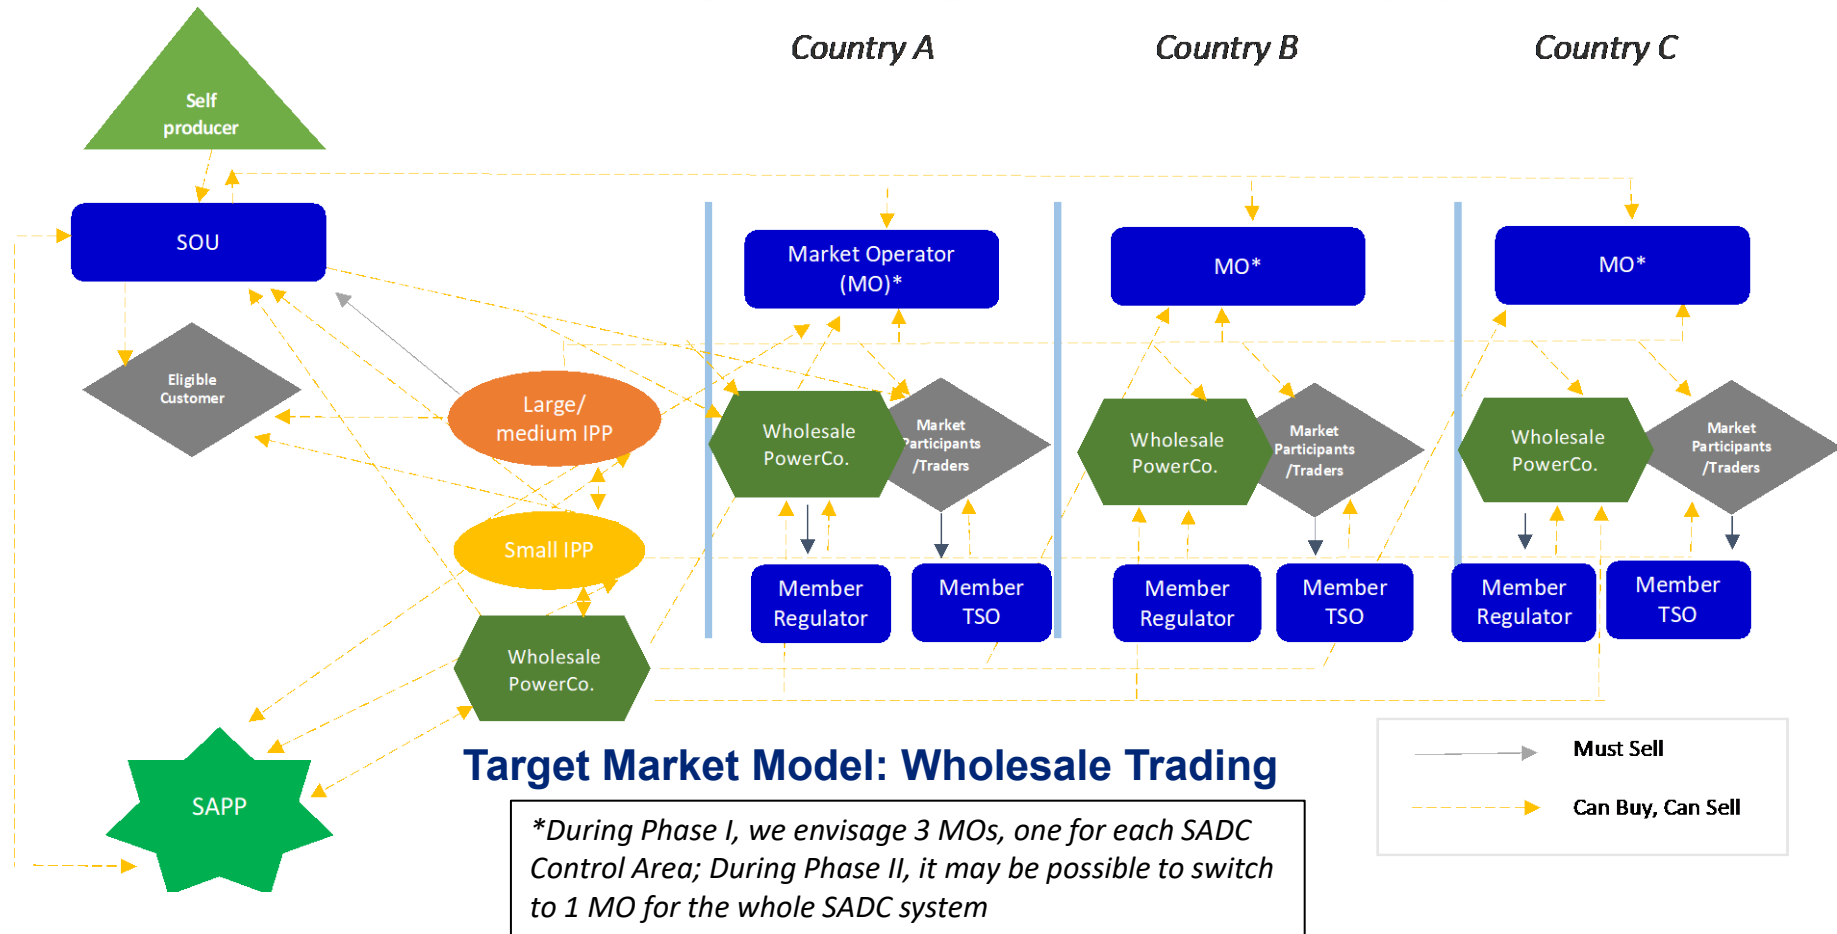 Country A
Country B
Country C
Self
producer
SOU
Market Operator
(MO)*
MO*
MO*
Eligible
Customer
Large/
medium IPP
Wholesale
PowerCo.
Market
Participants
/Traders
Wholesale
PowerCo.
Market
Participants
/Traders
Wholesale
PowerCo.
Market
Participants
/Traders
Small IPP
Member
Regulator
Member
TSO
Member
Regulator
Member
TSO
Member
Regulator
Member
TSO
Wholesale
PowerCo.
SAPP
Target Market Model: Wholesale Trading
Must Sell
Can Buy, Can Sell
*During Phase I, we envisage 3 MOs, one for each SADC
Control Area; During Phase II, it may be possible to switch
to 1 MO for the whole SADC system